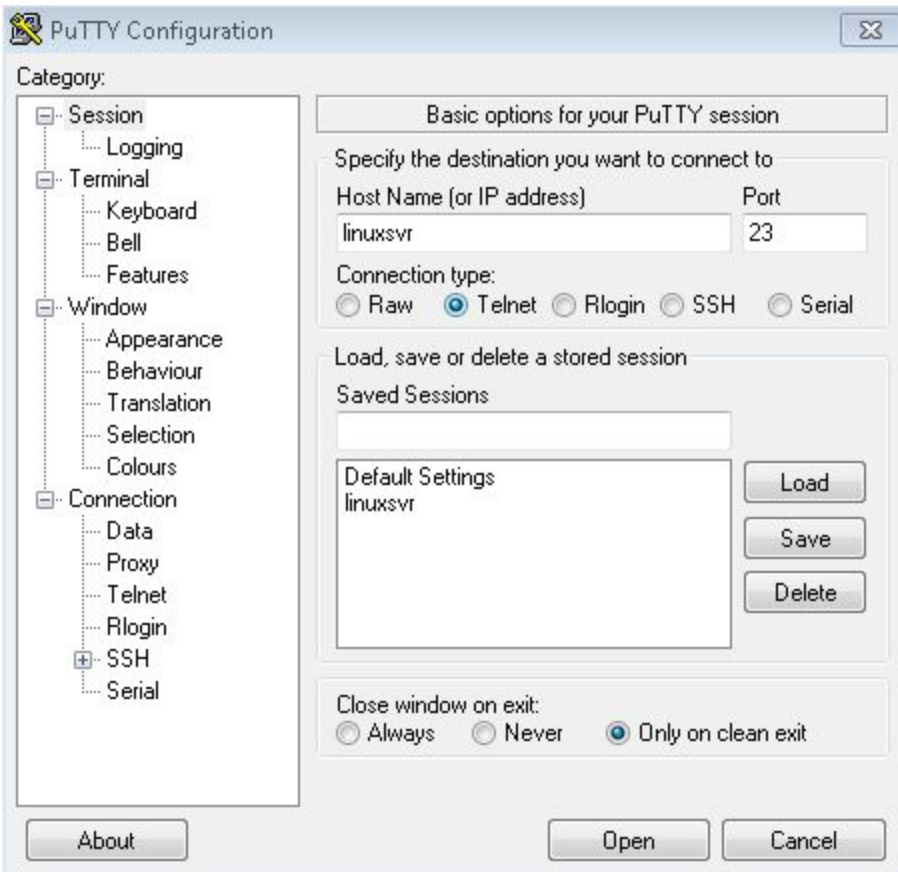 PuTTY Configuration
Category:
Session
Logging
Terminal
Keyboard
Bell
Features
Window
Appearance
Behaviour
Translation
Selection
Colours
Connection
Data
Proxy
Telnet
Rlogin
SSH
Serial
Basic options for your PuTTY session
Specify the destination you want to connect to
Host Name (or IP address) Port
linuxsvr 23
Connection type:
Raw Telnet Rlogin SSH Serial
Load, save or delete a stored session
Saved Sessions
Default Settings
linuxsvr
Load
Save
Delete
Close window on exit:
Always Never Only on clean exit
About Open Cancel